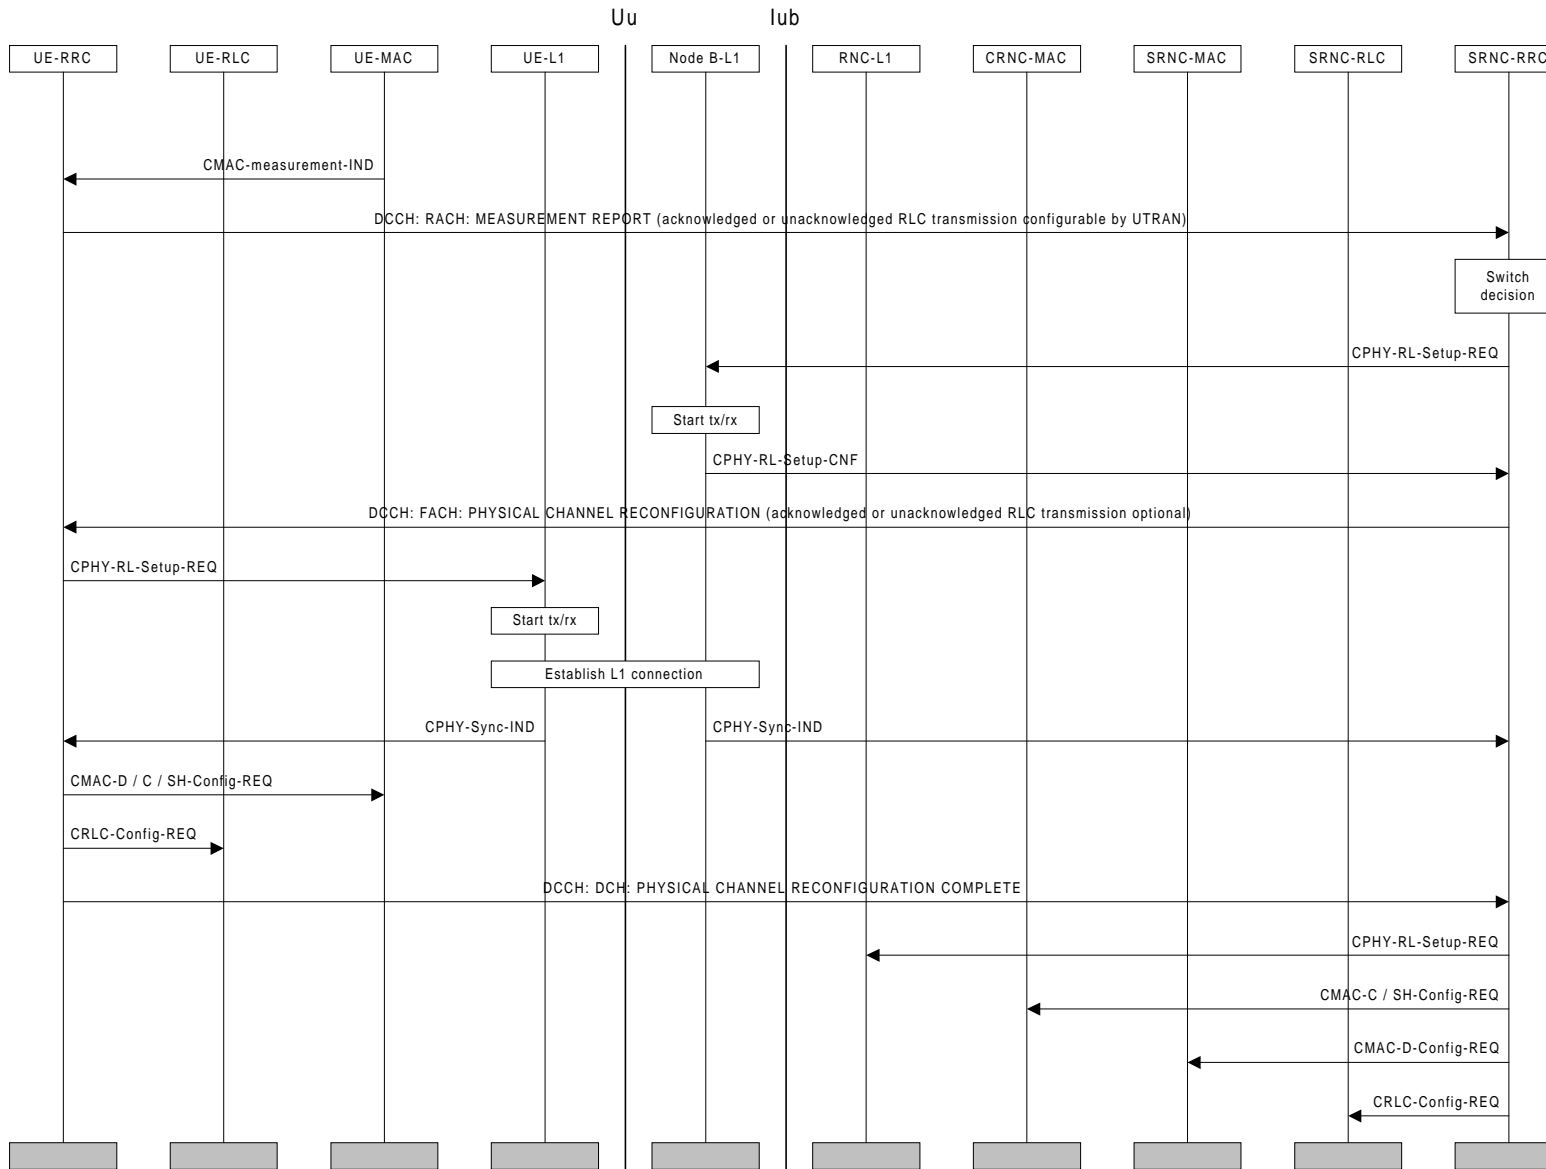 Uu Iub
UE-RRC UE-RLC UE-MAC UE-L1 Node B-L1 RNC-L1 CRNC-MAC SRNC-MAC SRNC-RLC SRNC-RRC
CMAC-measurement-IND
DCCH: RACH: MEASUREMENT REPORT (acknowledged or unacknowledged RLC transmission configurable by UTRAN)
Switch
decision
CPHY-RL-Setup-REQ
Start tx/rx
CPHY-RL-Setup-CNF
DCCH: FACH: PHYSICAL CHANNEL RECONFIGURATION (acknowledged or unacknowledged RLC transmission optional)
CPHY-RL-Setup-REQ
Start tx/rx
Establish L1 connection
CPHY-Sync-IND CPHY-Sync-IND
CMAC-D / C / SH-Config-REQ
CRLC-Config-REQ
DCCH: DCH: PHYSICAL CHANNEL RECONFIGURATION COMPLETE
CPHY-RL-Setup-REQ
CMAC-C / SH-Config-REQ
CMAC-D-Config-REQ
CRLC-Config-REQ